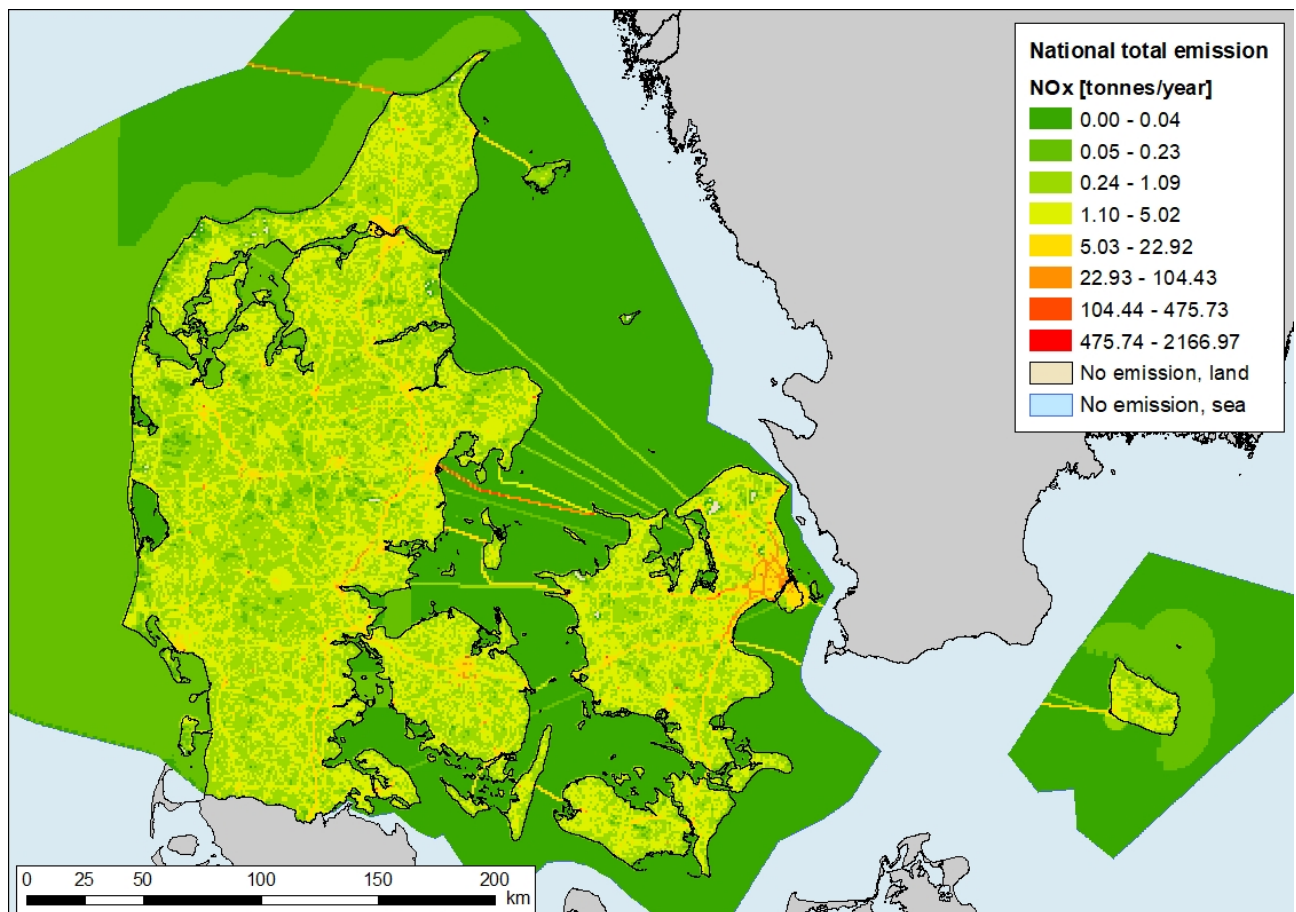 National total emission
NOx [tonnes/year]
0.00 - 0.04
0.05 - 0.23
0.24 - 1.09
1.10 - 5.02
5.03 - 22.92
22.93 - 104.43
104.44 - 475.73
475.74 - 2166.97
No emission, land
No emission, sea
0 25 50 100 150 200
km